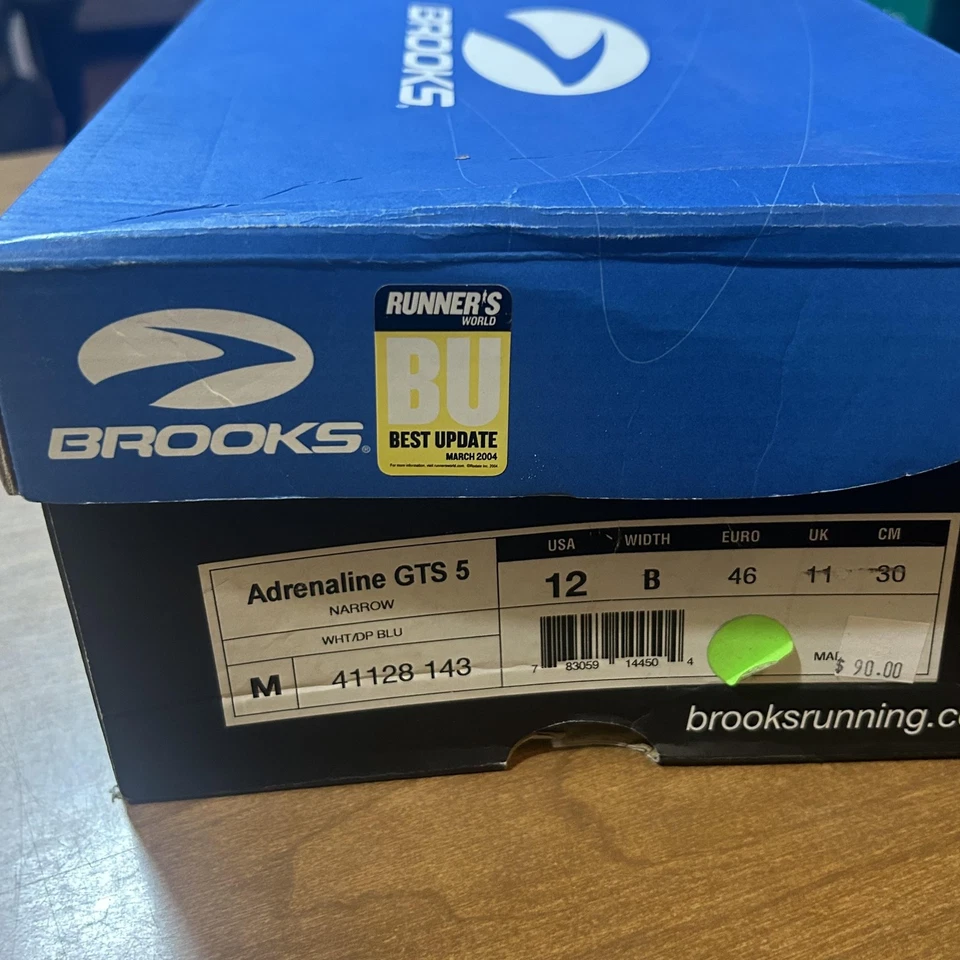 BROOKS
RUNNER'S
WORLD
BU
BEST UPDATE
MARCH 2004
BROOKS®
Adrenaline GTS 5
NARROW
WHT/DP BLU
M 41128 143
USA WIDTH EURO UK CM
12 B 46 11 30
7 83059 14450 4
$ 90.00
brooksrunning.c